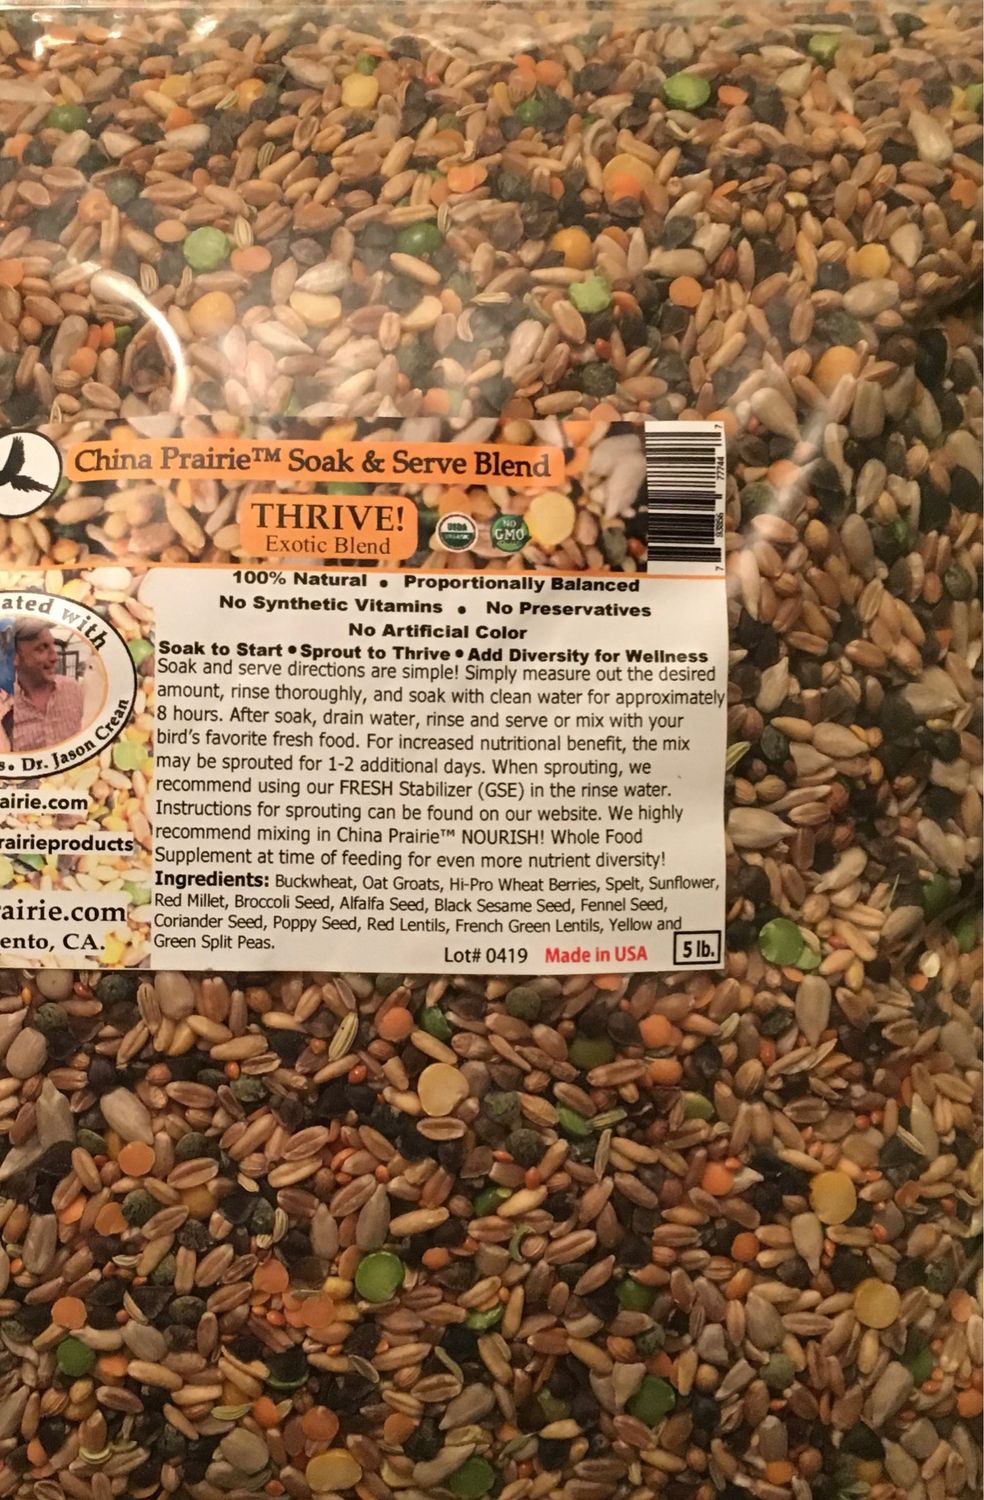 China Prairie™ Soak & Serve Blend
THRIVE!
Exotic Blend
USDA
ORGANIC
NO
GMO
7 93856 77744 7
100% Natural • Proportionally Balanced
No Synthetic Vitamins • No Preservatives
No Artificial Color
Soak to Start • Sprout to Thrive • Add Diversity for Wellness
Soak and serve directions are simple! Simply measure out the desired
amount, rinse thoroughly, and soak with clean water for approximately
8 hours. After soak, drain water, rinse and serve or mix with your
bird's favorite fresh food. For increased nutritional benefit, the mix
may be sprouted for 1-2 additional days. When sprouting, we
recommend using our FRESH Stabilizer (GSE) in the rinse water.
Instructions for sprouting can be found on our website. We highly
recommend mixing in China Prairie™ NOURISH! Whole Food
Supplement at time of feeding for even more nutrient diversity!
Ingredients: Buckwheat, Oat Groats, Hi-Pro Wheat Berries, Spelt, Sunflower,
Red Millet, Broccoli Seed, Alfalfa Seed, Black Sesame Seed, Fennel Seed,
Coriander Seed, Poppy Seed, Red Lentils, French Green Lentils, Yellow and
Green Split Peas.
Lot# 0419 Made in USA 5 lb.
ated with
s. • Dr. Jason Crean
airie.com
rairieproducts
airie.com
ento, CA.